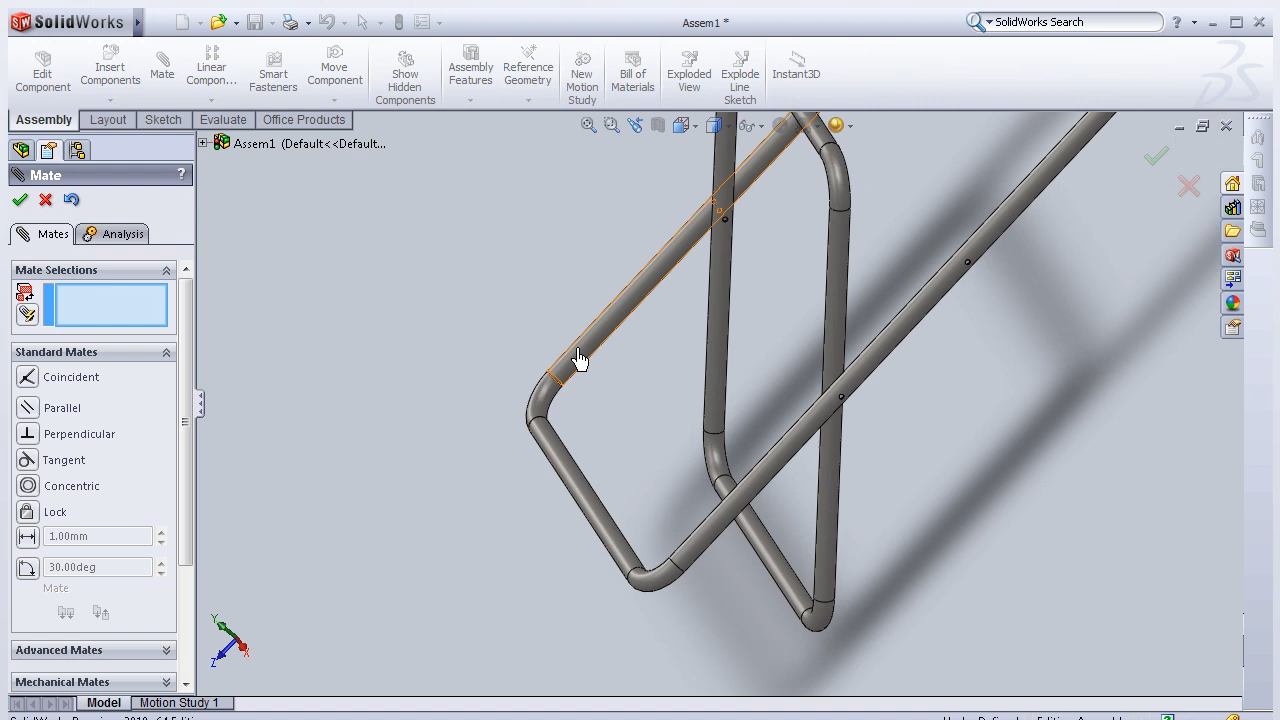 SolidWorks
Assem1 *
SolidWorks Search
?
Edit Component
Insert Components
Mate
Linear Compon...
Smart Fasteners
Move Component
Show Hidden Components
Assembly Features
Reference Geometry
New Motion Study
Bill of Materials
Exploded View
Explode Line Sketch
Instant3D
Assembly
Layout
Sketch
Evaluate
Office Products
Assem1 (Default<<Default...
Mate
?
Mates
Analysis
Mate Selections
Standard Mates
Coincident
Parallel
Perpendicular
Tangent
Concentric
Lock
1.00mm
30.00deg
Mate
Advanced Mates
Mechanical Mates
Y
X
Z
Model
Motion Study 1